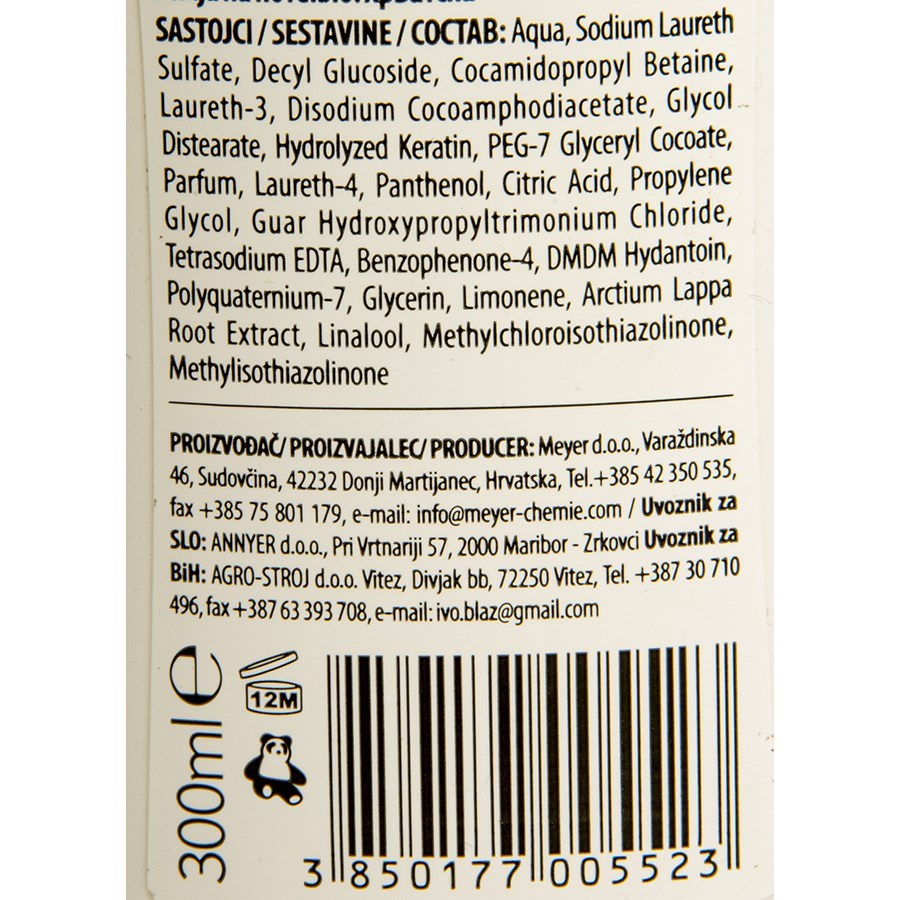 SASTOJCI / SESTAVINE / СОСТАВ: Aqua, Sodium Laureth
Sulfate, Decyl Glucoside, Cocamidopropyl Betaine,
Laureth-3, Disodium Cocoamphodiacetate, Glycol
Distearate, Hydrolyzed Keratin, PEG-7 Glyceryl Cocoate,
Parfum, Laureth-4, Panthenol, Citric Acid, Propylene
Glycol, Guar Hydroxypropyltrimonium Chloride,
Tetrasodium EDTA, Benzophenone-4, DMDM Hydantoin,
Polyquaternium-7, Glycerin, Limonene, Arctium Lappa
Root Extract, Linalool, Methylchloroisothiazolinone,
Methylisothiazolinone
PROIZVOĐAČ/ PROIZVAJALEC/ PRODUCER: Meyer d.o.o., Varaždinska
46, Sudovčina, 42232 Donji Martijanec, Hrvatska, Tel.+385 42 350 535,
fax +385 75 801 179, e-mail: info@meyer-chemie.com / Uvoznik za
SLO: ANNYER d.o.o., Pri Vrtnariji 57, 2000 Maribor - Zrkovci Uvoznik za
BiH: AGRO-STROJ d.o.o. Vitez, Divjak bb, 72250 Vitez, Tel. +387 30 710
496, fax +387 63 393 708, e-mail: ivo.blaz@gmail.com
300ml e
12M
3 850177 005523